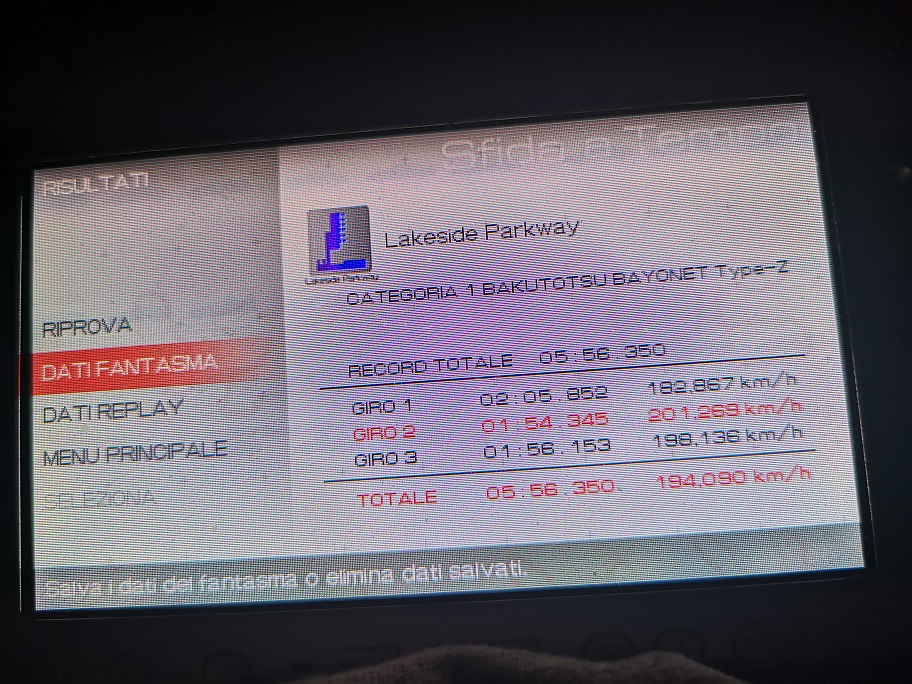 RISULTATI
Sfida a Tempo
Lakeside Parkway
Lakeside Parkway
CATEGORIA 1 BAKUTOTSU BAYONET Type-Z
RIPROVA
DATI FANTASMA
DATI REPLAY
MENU PRINCIPALE
SELEZIONA
RECORD TOTALE 05:56.350
GIRO 1 02:05.852 182,867 km/h
GIRO 2 01:54.345 201,269 km/h
GIRO 3 01:56.153 198,136 km/h
TOTALE 05:56.350 194,090 km/h
Salva i dati del fantasma o elimina dati salvati.